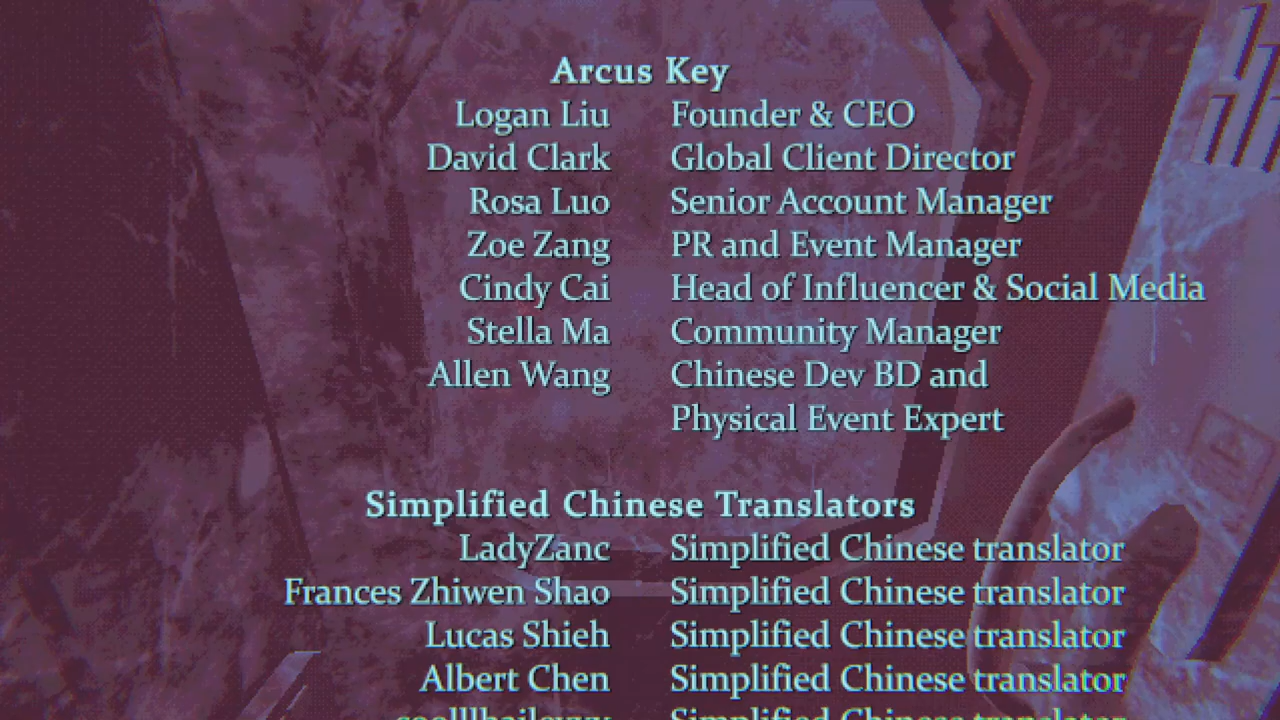 Arcus Key
Logan Liu Founder & CEO
David Clark Global Client Director
Rosa Luo Senior Account Manager
Zoe Zang PR and Event Manager
Cindy Cai Head of Influencer & Social Media
Stella Ma Community Manager
Allen Wang Chinese Dev BD and
Physical Event Expert
Simplified Chinese Translators
LadyZanc Simplified Chinese translator
Frances Zhiwen Shao Simplified Chinese translator
Lucas Shieh Simplified Chinese translator
Albert Chen Simplified Chinese translator
Simplified Chinese translator